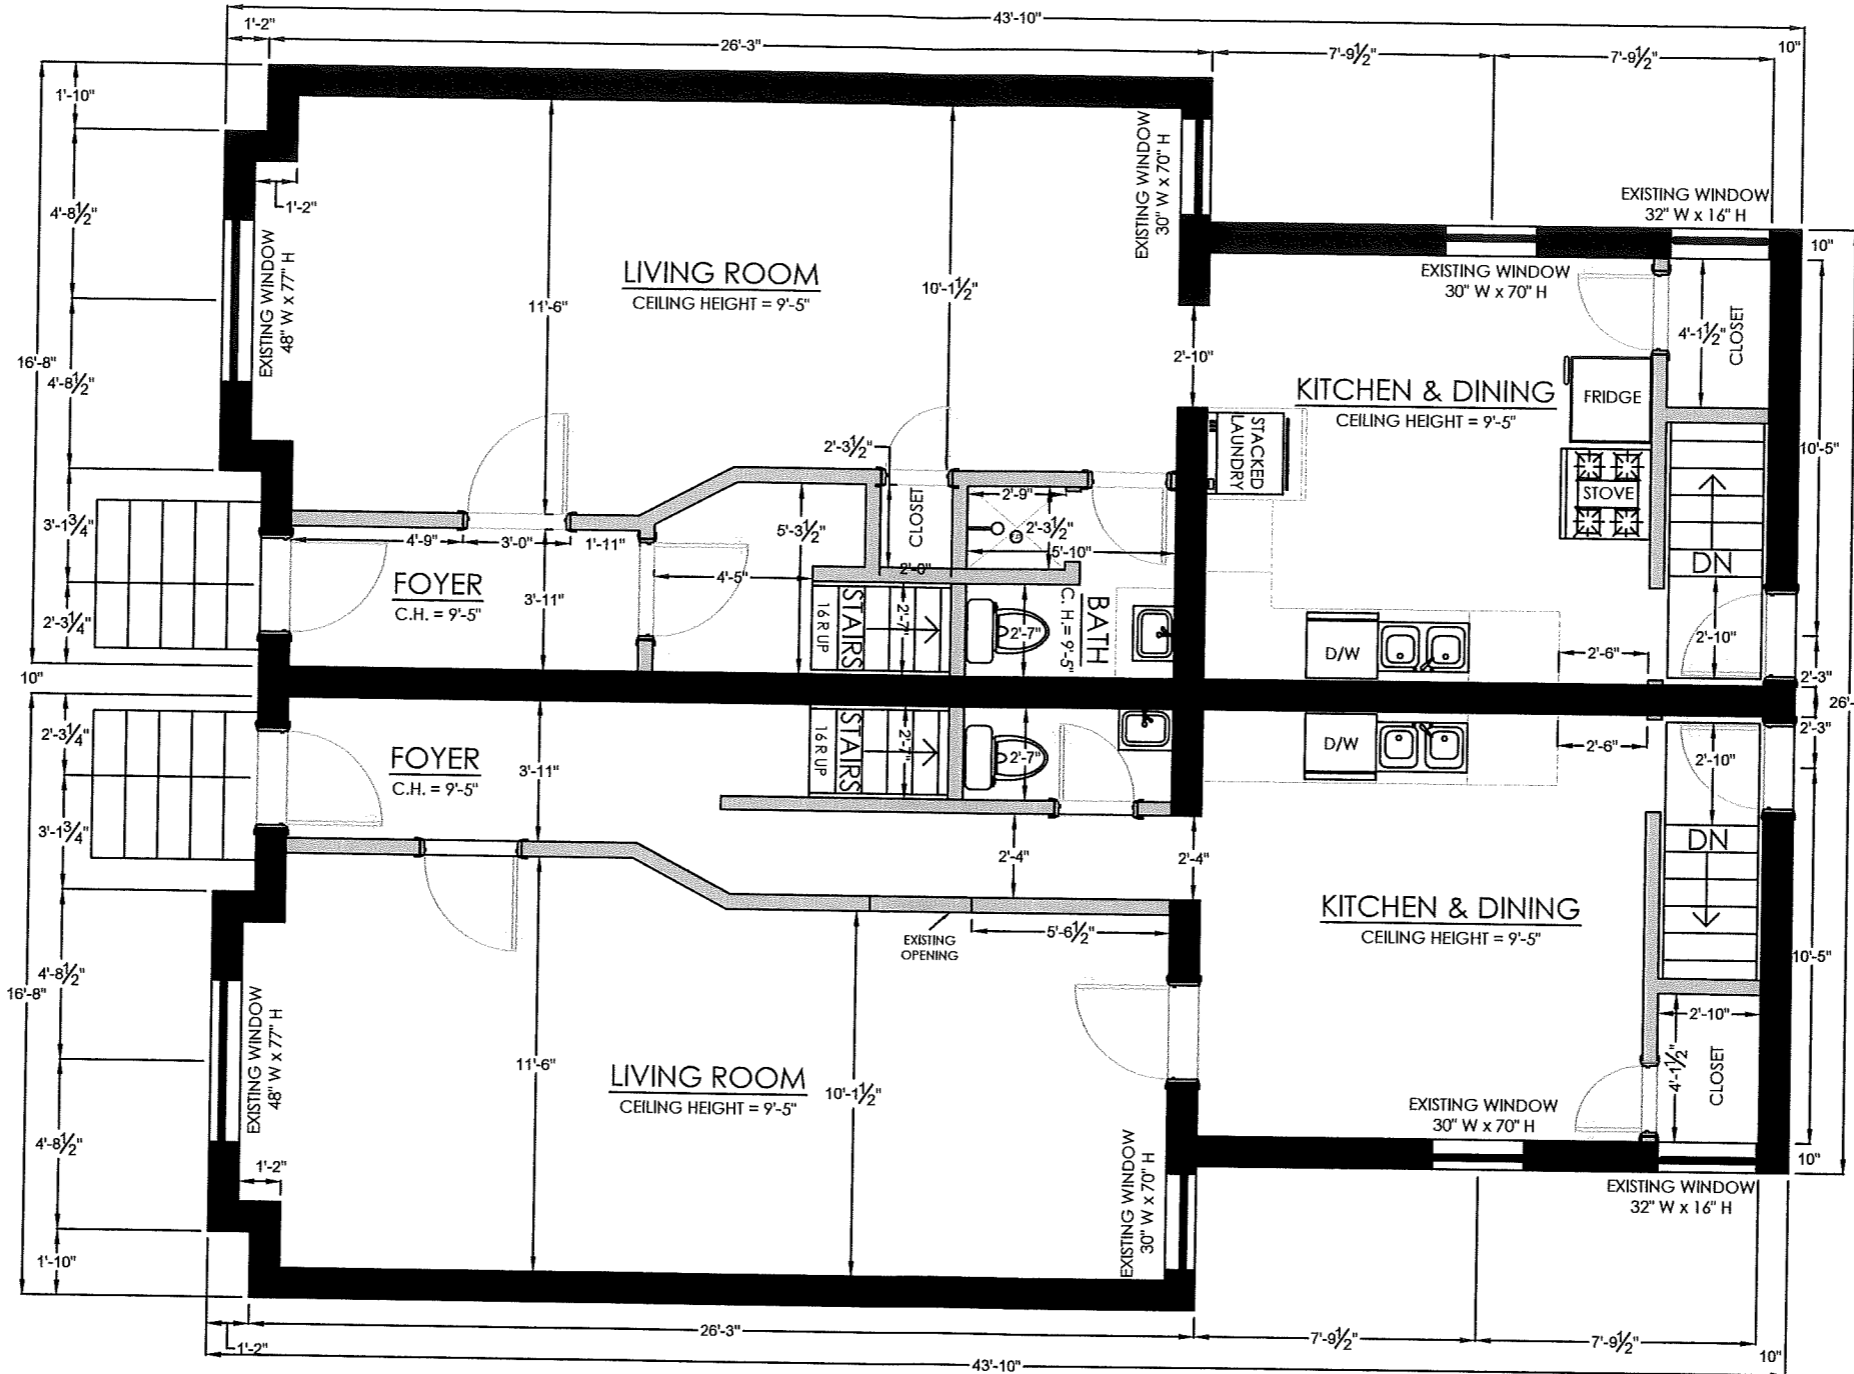 43'-10"
1'-2"
26'-3"
7'-9½"
7'-9½"
10"
1'-10"
4'-8½"
1'-2"
EXISTING WINDOW
48" W x 77" H
EXISTING WINDOW
30" W x 70" H
EXISTING WINDOW
32" W x 16" H
10"
EXISTING WINDOW
30" W x 70" H
LIVING ROOM
CEILING HEIGHT = 9'-5"
11'-6"
10'-1½"
2'-10"
4'-1½"
CLOSET
16'-8"
4'-8½"
KITCHEN & DINING
CEILING HEIGHT = 9'-5"
FRIDGE
STACKED
LAUNDRY
10'-5"
2'-3½"
CLOSET
2'-9"
2'-3½"
5'-10"
STOVE
3'-1¾"
4'-9"
3'-0"
1'-11"
5'-3½"
2'-0"
4'-5"
DN
FOYER
C.H. = 9'-5"
3'-11"
STAIRS
16 R UP
2'-7"
2'-7"
BATH
C.H. = 9'-5"
2'-3¼"
D/W
2'-6"
2'-10"
2'-3"
10"
26'-
2'-3¼"
FOYER
C.H. = 9'-5"
3'-11"
STAIRS
16 R UP
2'-7"
2'-7"
D/W
2'-6"
2'-10"
2'-3"
3'-1¾"
2'-4"
2'-4"
DN
KITCHEN & DINING
CEILING HEIGHT = 9'-5"
EXISTING
OPENING
5'-6½"
10'-5"
4'-8½"
16'-8"
EXISTING WINDOW
48" W x 77" H
11'-6"
LIVING ROOM
CEILING HEIGHT = 9'-5"
10'-1½"
2'-10"
4'-1½"
CLOSET
EXISTING WINDOW
30" W x 70" H
4'-8½"
1'-2"
EXISTING WINDOW
30" W x 70" H
10"
EXISTING WINDOW
32" W x 16" H
1'-10"
1'-2"
26'-3"
7'-9½"
7'-9½"
10"
43'-10"